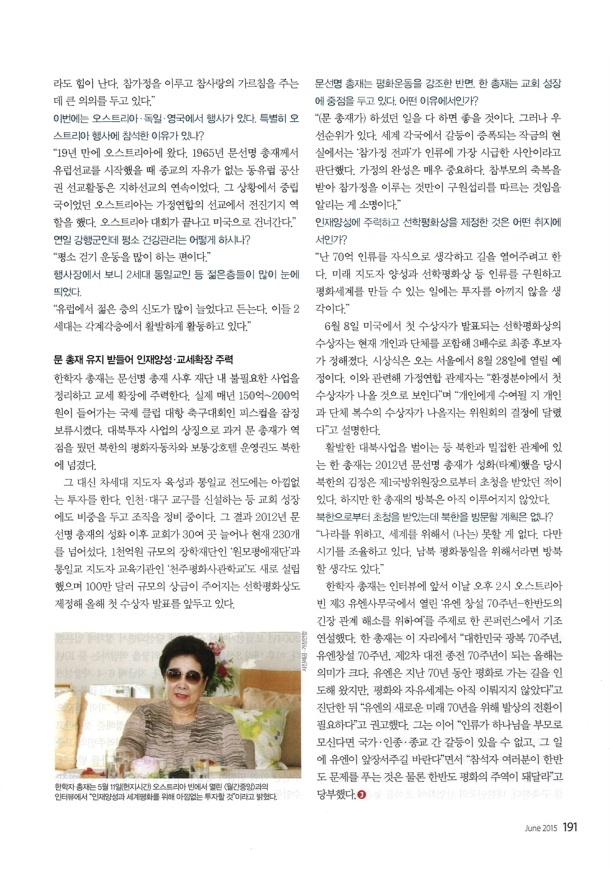 라도 힘이 난다. 참가정을 이루고 참사랑의 가르침을 주는
데 큰 의의를 두고 있다.”
이번에는 오스트리아·독일·영국에서 행사가 있다. 특별히 오
스트리아 행사에 참석한 이유가 있나?
“19년 만에 오스트리아에 왔다. 1965년 문선명 총재께서
유럽선교를 시작했을 때 종교의 자유가 없는 동유럽 공산
권 선교활동은 지하선교의 연속이었다. 그 상황에서 중립
국이었던 오스트리아는 가정연합의 선교에서 전진기지 역
할을 했다. 오스트리아 대회가 끝나고 미국으로 건너간다.”
연일 강행군인데 평소 건강관리는 어떻게 하시나?
“평소 걷기 운동을 많이 하는 편이다.”
행사장에서 보니 2세대 통일교인 등 젊은층들이 많이 눈에
띄었다.
“유럽에서 젊은 층의 신도가 많이 늘었다고 듣는다. 이들 2
세대는 각계각층에서 활발하게 활동하고 있다.”
문 총재 유지 받들어 인재양성·교세확장 주력
한학자 총재는 문선명 총재 사후 재단 내 불필요한 사업을
정리하고 교세 확장에 주력한다. 실제 매년 150억~200억
원이 들어가는 국제 클럽 대항 축구대회인 피스컵을 잠정
보류시켰다. 대북투자 사업의 상징으로 과거 문 총재가 역
점을 뒀던 북한의 평화자동차와 보통강호텔 운영권도 북한
에 넘겼다.
그 대신 차세대 지도자 육성과 통일교 전도에는 아낌없
는 투자를 한다. 인천·대구 교구를 신설하는 등 교회 성장
에도 비중을 두고 조직을 정비 중이다. 그 결과 2012년 문
선명 총재의 성화 이후 교회가 30여 곳 늘어나 현재 230개
를 넘어섰다. 1천억원 규모의 장학재단인 ‘원모평애재단’과
통일교 지도자 교육기관인 ‘천주평화사관학교’도 새로 설립
했으며 100만 달러 규모의 상금이 주어지는 선학평화상도
제정해 올해 첫 수상자 발표를 앞두고 있다.
한학자 총재는 5월 11일(현지시간) 오스트리아 빈에서 열린 〈월간중앙〉과의
인터뷰에서 “인재양성과 세계평화를 위해 아낌없는 투자할 것”이라고 밝혔다.
문선명 총재는 평화운동을 강조한 반면, 한 총재는 교회 성장
에 중점을 두고 있다. 어떤 이유에서인가?
“(문 총재가) 하셨던 일을 다 하면 좋을 것이다. 그러나 우
선순위가 있다. 세계 각국에서 갈등이 증폭되는 작금의 현
실에서는 ‘참가정 전파’가 인류에 가장 시급한 사안이라고
판단했다. 가정의 완성은 매우 중요하다. 참부모의 축복을
받아 참가정을 이루는 것만이 구원섭리를 따르는 것임을
알리는 게 소명이다.”
인재양성에 주력하고 선학평화상을 제정한 것은 어떤 취지에
서인가?
“난 70억 인류를 자식으로 생각하고 길을 열어주려고 한
다. 미래 지도자 양성과 선학평화상 등 인류를 구원하고
평화세계를 만들 수 있는 일에는 투자를 아끼지 않을 생
각이다.”
6월 8일 미국에서 첫 수상자가 발표되는 선학평화상의
수상자는 현재 개인과 단체를 포함해 3배수로 최종 후보자
가 정해졌다. 시상식은 오는 서울에서 8월 28일에 열릴 예
정이다. 이와 관련해 가정연합 관계자는 “환경분야에서 첫
수상자가 나올 것으로 보인다”며 “개인에게 수여될 지 개인
과 단체 복수의 수상자가 나올지는 위원회의 결정에 달렸
다”고 설명한다.
활발한 대북사업을 벌이는 등 북한과 밀접한 관계에 있
는 한 총재는 2012년 문선명 총재가 성화(타계)했을 당시
북한의 김정은 제1국방위원장으로부터 초청을 받았던 적이
있다. 하지만 한 총재의 방북은 아직 이루어지지 않았다.
북한으로부터 초청을 받았는데 북한을 방문할 계획은 없나?
“나라를 위하고, 세계를 위해서 (나는) 못할 게 없다. 다만
시기를 조율하고 있다. 남북 평화통일을 위해서라면 방북
할 생각도 있다.”
한학자 총재는 인터뷰에 앞서 이날 오후 2시 오스트리아
빈 제3 유엔사무국에서 열린 ‘유엔 창설 70주년-한반도의
긴장 관계 해소를 위하여’를 주제로 한 콘퍼런스에서 기조
연설했다. 한 총재는 이 자리에서 “대한민국 광복 70주년,
유엔창설 70주년, 제2차 대전 종전 70주년이 되는 올해는
의미가 크다. 유엔은 지난 70년 동안 평화로 가는 길을 인
도해 왔지만, 평화와 자유세계는 아직 이뤄지지 않았다”고
진단한 뒤 “유엔의 새로운 미래 70년을 위해 발상의 전환이
필요하다”고 권고했다. 그는 이어 “인류가 하나님을 부모로
모신다면 국가·인종·종교 간 갈등이 있을 수 없고, 그 일
에 유엔이 앞장서주길 바란다”면서 “참석자 여러분이 한반
도 문제를 푸는 것은 물론 한반도 평화의 주역이 돼달라”고
당부했다.
June 2015 191